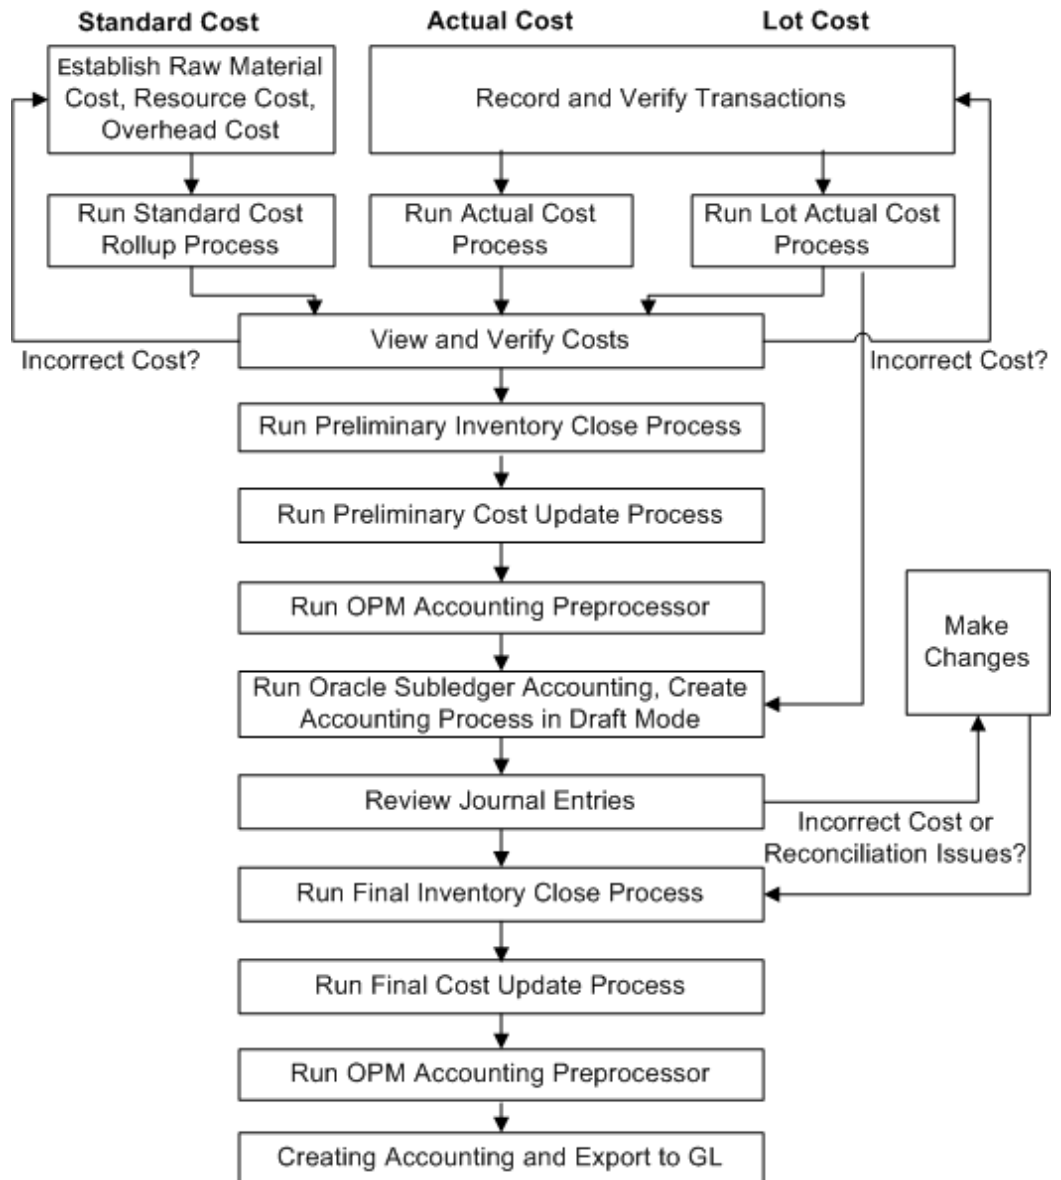 Standard Cost
Actual Cost
Lot Cost
Establish Raw Material
Cost, Resource Cost,
Overhead Cost
Record and Verify Transactions
Run Standard Cost
Rollup Process
Run Actual Cost
Process
Run Lot Actual Cost
Process
View and Verify Costs
Incorrect Cost?
Incorrect Cost?
Run Preliminary Inventory Close Process
Run Preliminary Cost Update Process
Run OPM Accounting Preprocessor
Make
Changes
Run Oracle Subledger Accounting, Create
Accounting Process in Draft Mode
Review Journal Entries
Incorrect Cost or
Reconciliation Issues?
Run Final Inventory Close Process
Run Final Cost Update Process
Run OPM Accounting Preprocessor
Creating Accounting and Export to GL